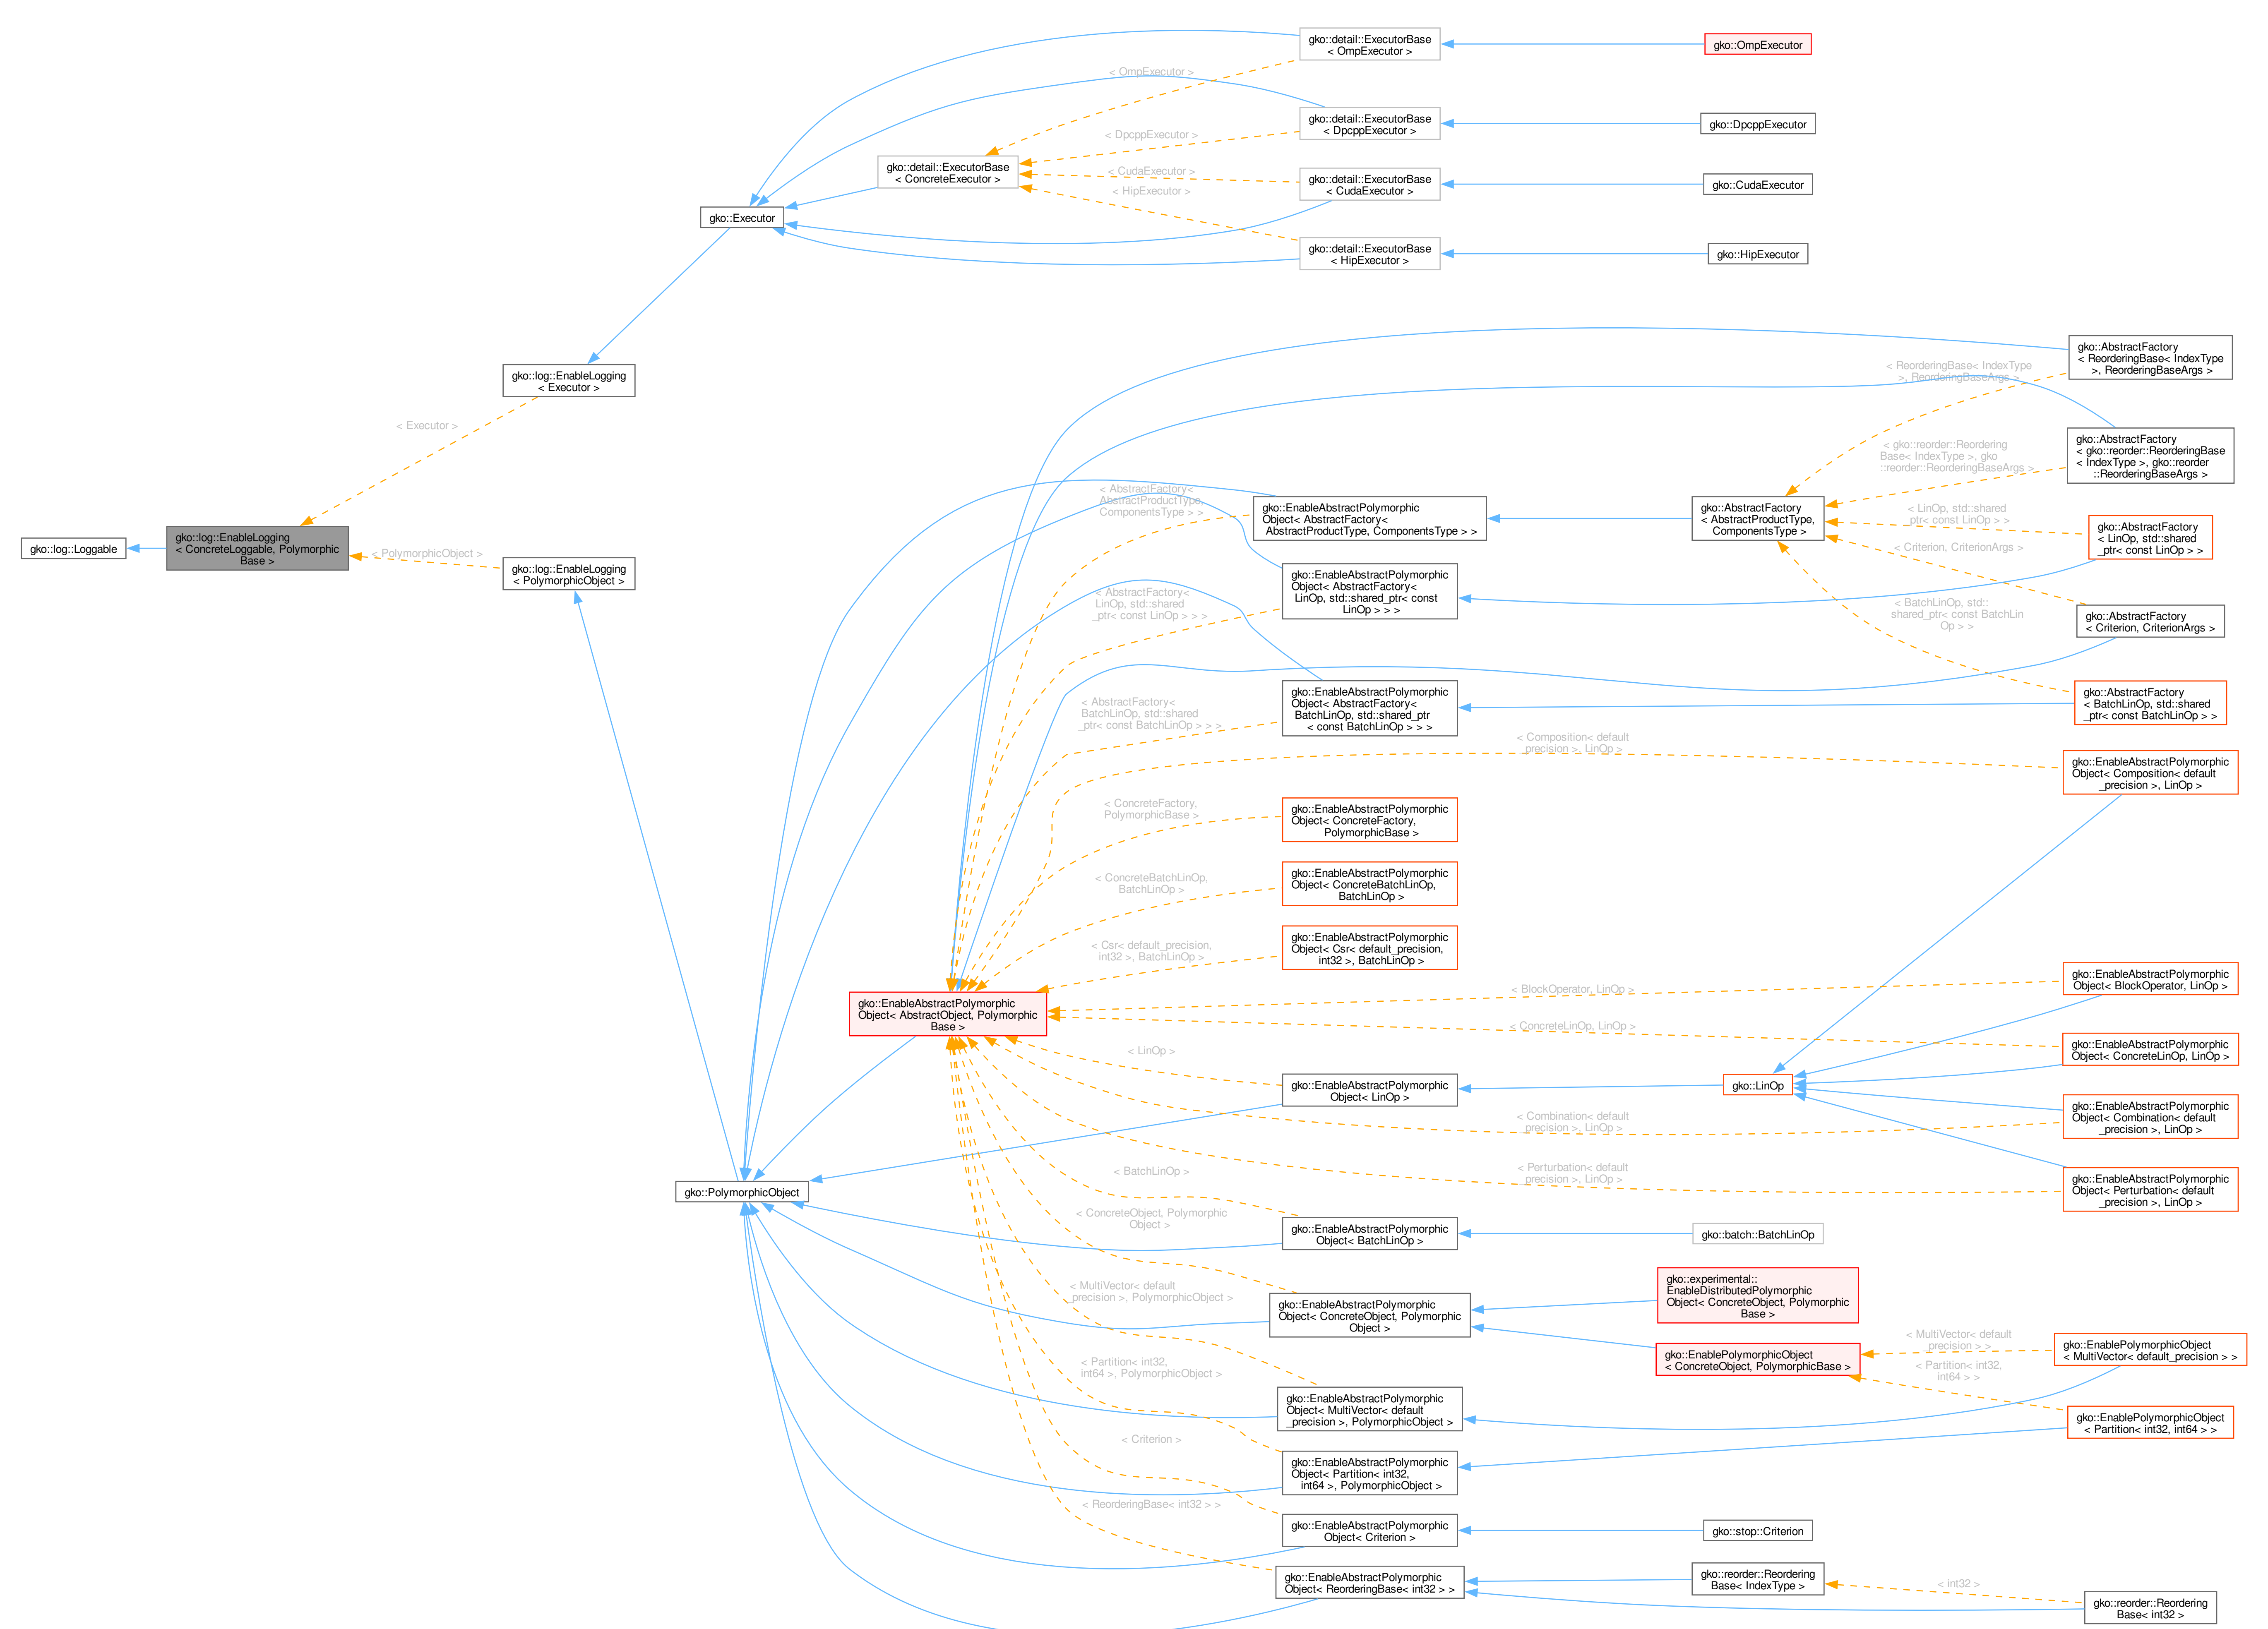 gko::detail::ExecutorBase
< OmpExecutor >
gko::OmpExecutor
< OmpExecutor >
gko::detail::ExecutorBase
< DpcppExecutor >
gko::DpcppExecutor
< DpcppExecutor >
gko::detail::ExecutorBase
< ConcreteExecutor >
< CudaExecutor >
gko::detail::ExecutorBase
< CudaExecutor >
gko::CudaExecutor
< HipExecutor >
gko::Executor
gko::detail::ExecutorBase
< HipExecutor >
gko::HipExecutor
gko::log::EnableLogging
< Executor >
< Executor >
gko::AbstractFactory
< ReorderingBase< IndexType
>, ReorderingBaseArgs >
< ReorderingBase< IndexType
>, ReorderingBaseArgs >
gko::AbstractFactory
< gko::reorder::ReorderingBase
< IndexType >, gko::reorder
::ReorderingBaseArgs >
< gko::reorder::Reordering
Base< IndexType >, gko
::reorder::ReorderingBaseArgs >
< AbstractFactory<
AbstractProductType,
ComponentsType > >
gko::EnableAbstractPolymorphic
Object< AbstractFactory<
AbstractProductType, ComponentsType > >
gko::AbstractFactory
< AbstractProductType,
ComponentsType >
< LinOp, std::shared
_ptr< const LinOp > >
gko::AbstractFactory
< LinOp, std::shared
_ptr< const LinOp > >
gko::log::Loggable
gko::log::EnableLogging
< ConcreteLoggable, Polymorphic
Base >
< PolymorphicObject >
gko::log::EnableLogging
< PolymorphicObject >
< Criterion, CriterionArgs >
gko::EnableAbstractPolymorphic
Object< AbstractFactory<
LinOp, std::shared_ptr< const
LinOp > > >
< AbstractFactory<
LinOp, std::shared
_ptr< const LinOp > > >
< BatchLinOp, std::
shared_ptr< const BatchLin
Op > >
gko::AbstractFactory
< Criterion, CriterionArgs >
gko::EnableAbstractPolymorphic
Object< AbstractFactory<
BatchLinOp, std::shared_ptr
< const BatchLinOp > > >
< AbstractFactory<
BatchLinOp, std::shared
_ptr< const BatchLinOp > > >
gko::AbstractFactory
< BatchLinOp, std::shared
_ptr< const BatchLinOp > >
< Composition< default
_precision >, LinOp >
gko::EnableAbstractPolymorphic
Object< Composition< default
_precision >, LinOp >
< ConcreteFactory,
PolymorphicBase >
gko::EnableAbstractPolymorphic
Object< ConcreteFactory,
PolymorphicBase >
< ConcreteBatchLinOp,
BatchLinOp >
gko::EnableAbstractPolymorphic
Object< ConcreteBatchLinOp,
BatchLinOp >
< Csr< default_precision,
int32 >, BatchLinOp >
gko::EnableAbstractPolymorphic
Object< Csr< default_precision,
int32 >, BatchLinOp >
gko::EnableAbstractPolymorphic
Object< AbstractObject, Polymorphic
Base >
< BlockOperator, LinOp >
gko::EnableAbstractPolymorphic
Object< BlockOperator, LinOp >
< ConcreteLinOp, LinOp >
gko::EnableAbstractPolymorphic
Object< ConcreteLinOp, LinOp >
< LinOp >
gko::EnableAbstractPolymorphic
Object< LinOp >
gko::LinOp
< Combination< default
_precision >, LinOp >
gko::EnableAbstractPolymorphic
Object< Combination< default
_precision >, LinOp >
< Perturbation< default
_precision >, LinOp >
gko::EnableAbstractPolymorphic
Object< Perturbation< default
_precision >, LinOp >
gko::PolymorphicObject
< BatchLinOp >
gko::EnableAbstractPolymorphic
Object< BatchLinOp >
gko::batch::BatchLinOp
< ConcreteObject, Polymorphic
Object >
gko::EnableAbstractPolymorphic
Object< ConcreteObject, Polymorphic
Object >
gko::experimental::
EnableDistributedPolymorphic
Object< ConcreteObject, Polymorphic
Base >
< MultiVector< default
_precision >, PolymorphicObject >
gko::EnablePolymorphicObject
< ConcreteObject, PolymorphicBase >
< MultiVector< default
_precision > >
gko::EnablePolymorphicObject
< MultiVector< default_precision > >
< Partition< int32,
int64 > >
< Partition< int32,
int64 >, PolymorphicObject >
gko::EnableAbstractPolymorphic
Object< MultiVector< default
_precision >, PolymorphicObject >
gko::EnablePolymorphicObject
< Partition< int32, int64 > >
< Criterion >
gko::EnableAbstractPolymorphic
Object< Partition< int32,
int64 >, PolymorphicObject >
< ReorderingBase< int32 > >
gko::EnableAbstractPolymorphic
Object< Criterion >
gko::stop::Criterion
gko::EnableAbstractPolymorphic
Object< ReorderingBase< int32 > >
gko::reorder::Reordering
Base< IndexType >
< int32 >
gko::reorder::Reordering
Base< int32 >